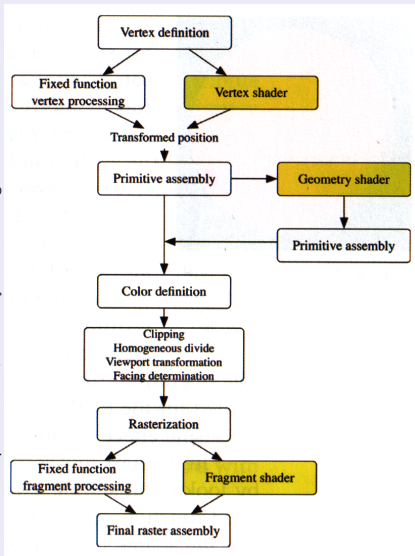 Vertex definition
Fixed function
vertex processing
Vertex shader
Transformed position
Primitive assembly
Geometry shader
Primitive assembly
Color definition
Clipping
Homogeneous divide
Viewport transformation
Facing determination
Rasterization
Fixed function
fragment processing
Fragment shader
Final raster assembly